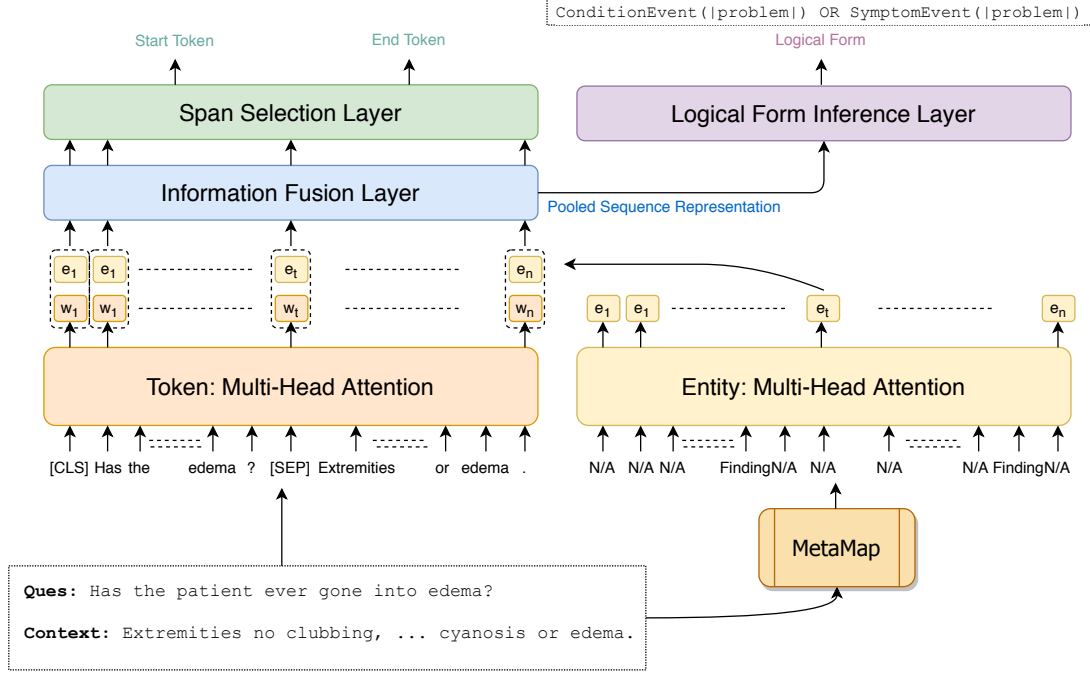 ConditionEvent(|problem|) OR SymptomEvent(|problem|)
Start Token
End Token
Logical Form
Span Selection Layer
Logical Form Inference Layer
Information Fusion Layer
Pooled Sequence Representation
e1 e1 et en
w1 w1 wt wn
e1 e1 et en
Token: Multi-Head Attention
Entity: Multi-Head Attention
[CLS] Has the edema ? [SEP] Extremities or edema .
N/A N/A N/A Finding N/A N/A N/A N/A Finding N/A
MetaMap
Ques: Has the patient ever gone into edema?
Context: Extremities no clubbing, ... cyanosis or edema.